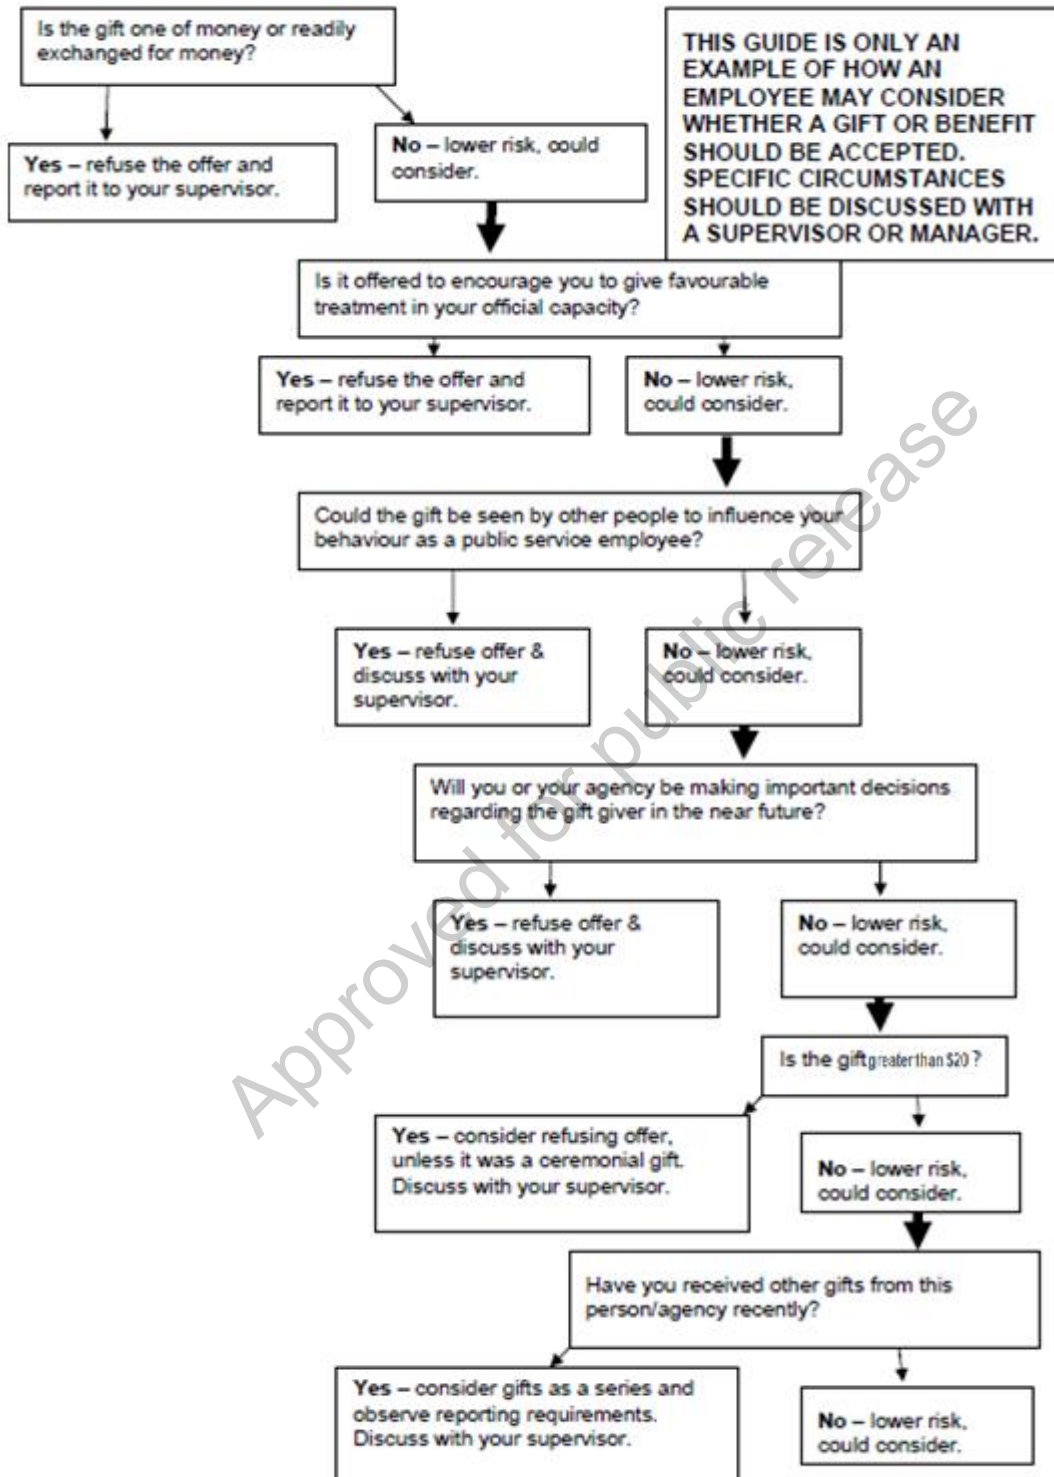 Is the gift one of money or readily
exchanged for money?
THIS GUIDE IS ONLY AN
EXAMPLE OF HOW AN
EMPLOYEE MAY CONSIDER
WHETHER A GIFT OR BENEFIT
SHOULD BE ACCEPTED.
SPECIFIC CIRCUMSTANCES
SHOULD BE DISCUSSED WITH
A SUPERVISOR OR MANAGER.
Yes – refuse the offer and
report it to your supervisor.
No – lower risk, could
consider.
Is it offered to encourage you to give favourable
treatment in your official capacity?
Yes – refuse the offer and
report it to your supervisor.
No – lower risk,
could consider.
Could the gift be seen by other people to influence your
behaviour as a public service employee?
Yes – refuse offer &
discuss with your
supervisor.
No – lower risk,
could consider.
Will you or your agency be making important decisions
regarding the gift giver in the near future?
Yes – refuse offer &
discuss with your
supervisor.
No – lower risk,
could consider.
Is the gift greater than $20 ?
Yes – consider refusing offer,
unless it was a ceremonial gift.
Discuss with your supervisor.
No – lower risk,
could consider.
Have you received other gifts from this
person/agency recently?
Yes – consider gifts as a series and
observe reporting requirements.
Discuss with your supervisor.
No – lower risk,
could consider.
Approved for public release